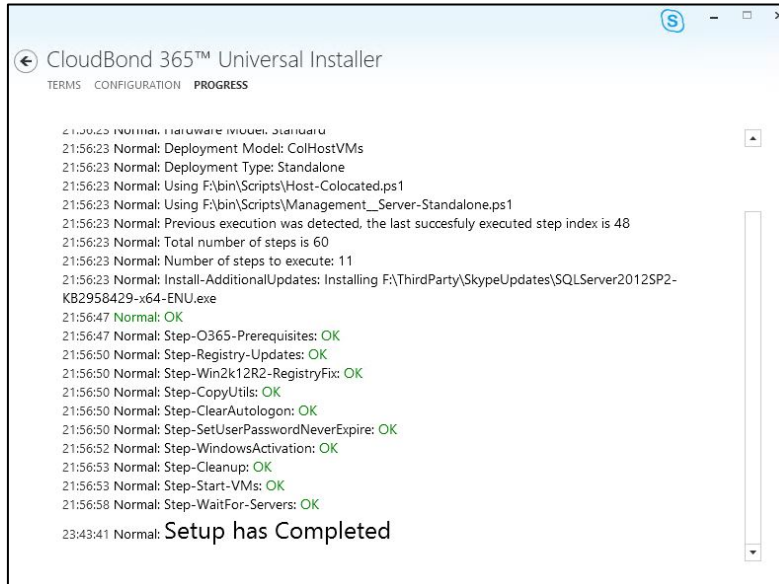 CloudBond 365™ Universal Installer
TERMS CONFIGURATION PROGRESS
21:56:23 Normal: Hardware Model: Standard
21:56:23 Normal: Deployment Model: ColHostVMs
21:56:23 Normal: Deployment Type: Standalone
21:56:23 Normal: Using F:\bin\Scripts\Host-Colocated.ps1
21:56:23 Normal: Using F:\bin\Scripts\Management__Server-Standalone.ps1
21:56:23 Normal: Previous execution was detected, the last succesfuly executed step index is 48
21:56:23 Normal: Total number of steps is 60
21:56:23 Normal: Number of steps to execute: 11
21:56:23 Normal: Install-AdditionalUpdates: Installing F:\ThirdParty\SkypeUpdates\SQLServer2012SP2-
KB2958429-x64-ENU.exe
21:56:47 Normal: OK
21:56:47 Normal: Step-O365-Prerequisites: OK
21:56:50 Normal: Step-Registry-Updates: OK
21:56:50 Normal: Step-Win2k12R2-RegistryFix: OK
21:56:50 Normal: Step-CopyUtils: OK
21:56:50 Normal: Step-ClearAutologon: OK
21:56:50 Normal: Step-SetUserPasswordNeverExpire: OK
21:56:52 Normal: Step-WindowsActivation: OK
21:56:53 Normal: Step-Cleanup: OK
21:56:53 Normal: Step-Start-VMs: OK
21:56:58 Normal: Step-WaitFor-Servers: OK
23:43:41 Normal: Setup has Completed